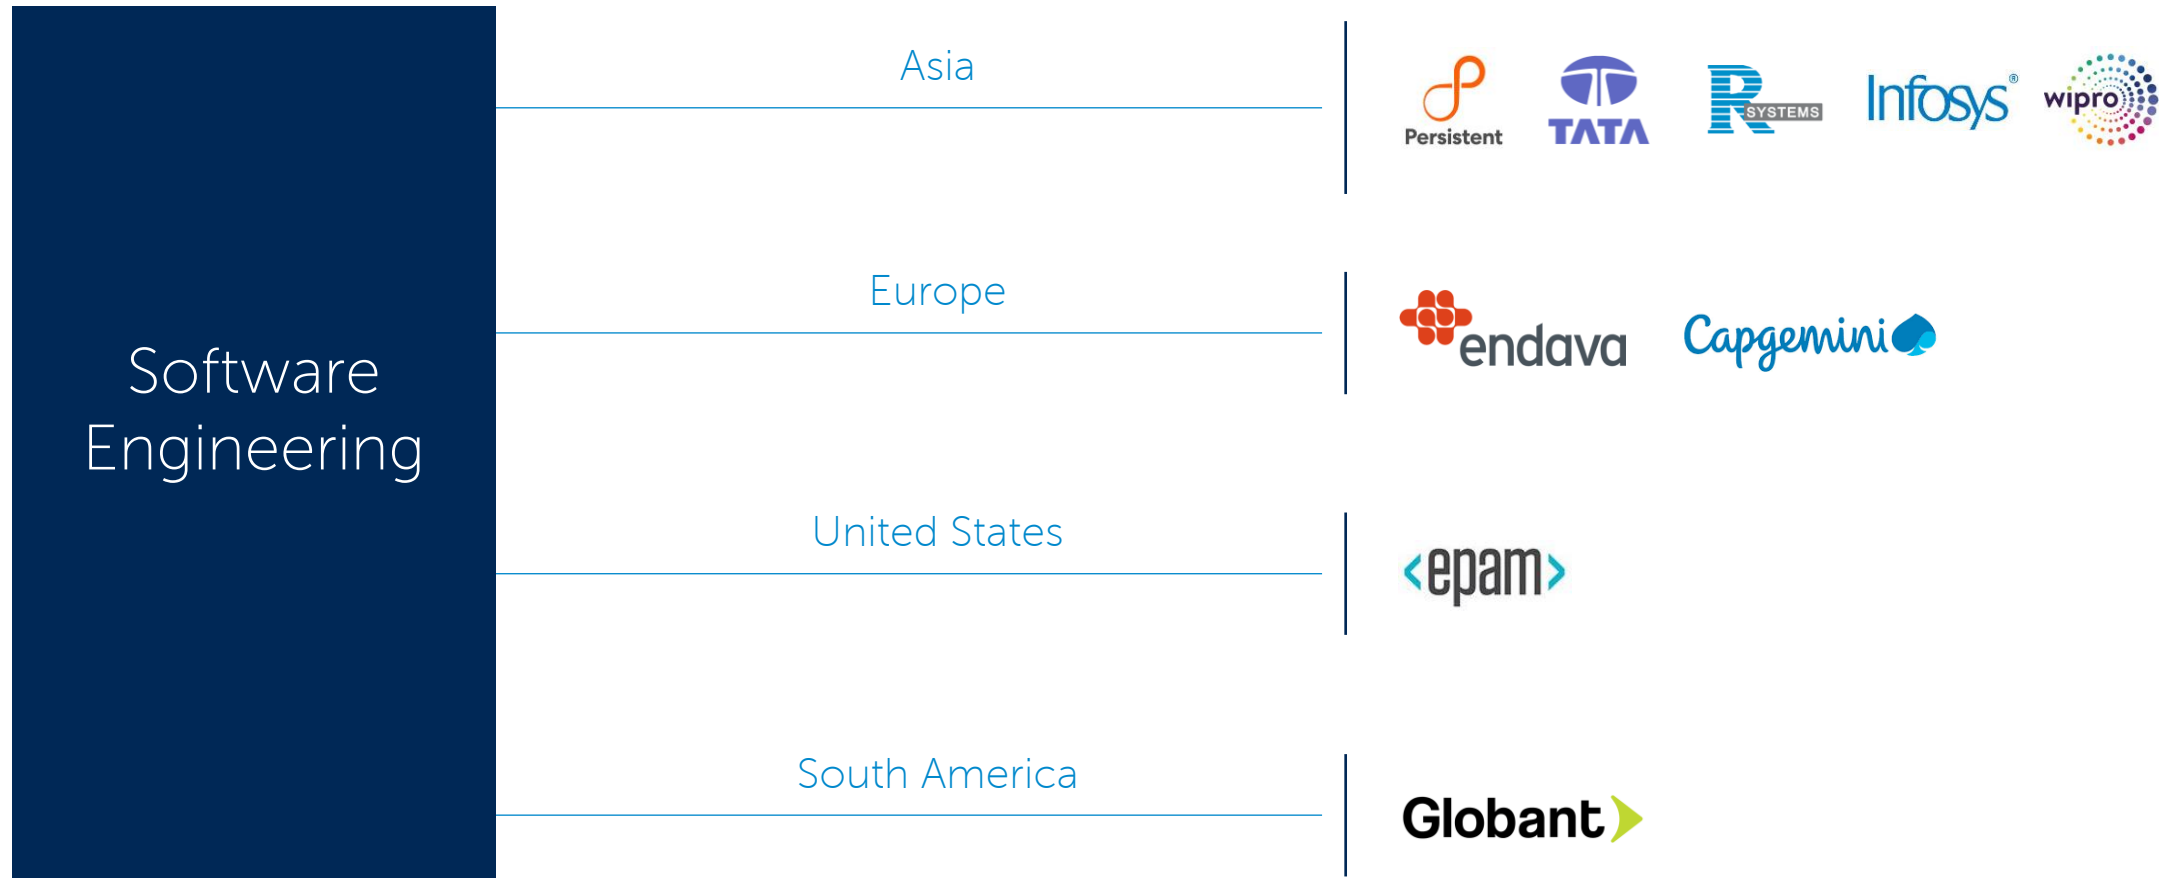 Software
Engineering
Asia
Persistent
TATA
R SYSTEMS
Infosys®
wipro
Europe
endava
Capgemini
United States
<epam>
South America
Globant